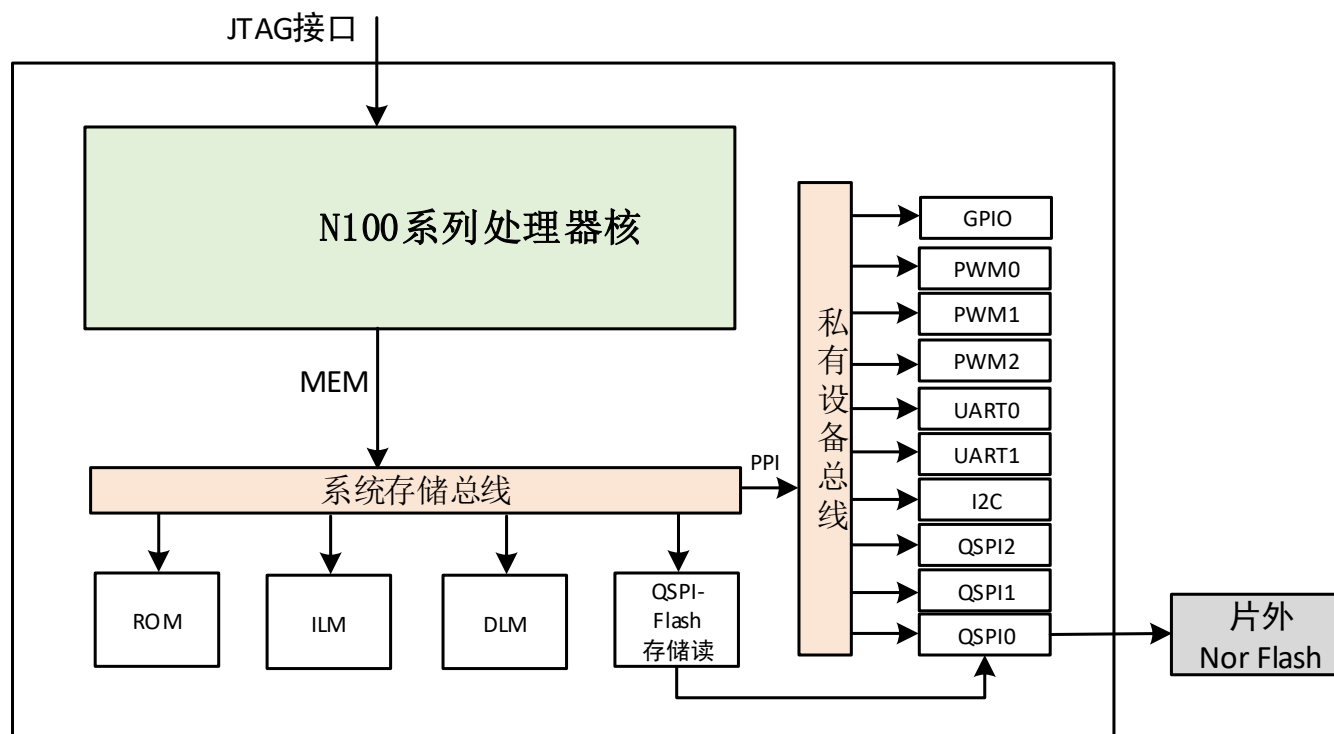 JTAG接口
N100系列处理器核
MEM
系统存储总线
PPI
ROM
ILM
DLM
QSPI-
Flash
存储读
私有设备总线
GPIO
PWM0
PWM1
PWM2
UART0
UART1
I2C
QSPI2
QSPI1
QSPI0
片外
Nor Flash